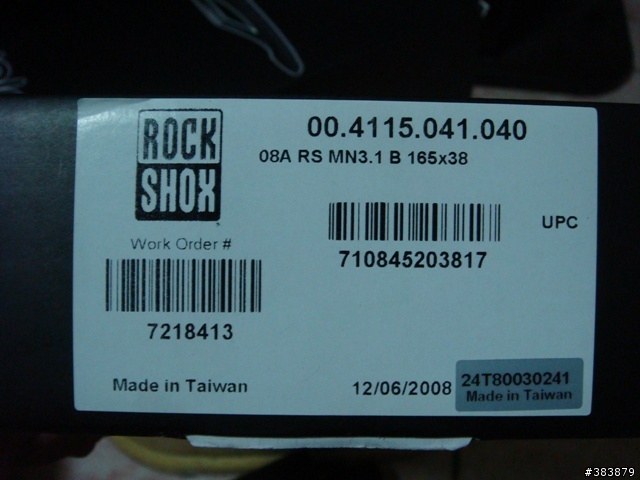 ROCK
SHOX
00.4115.041.040
08A RS MN3.1 B 165x38
UPC
710845203817
Work Order #
7218413
Made in Taiwan
12/06/2008
24T80030241
Made in Taiwan
#383879